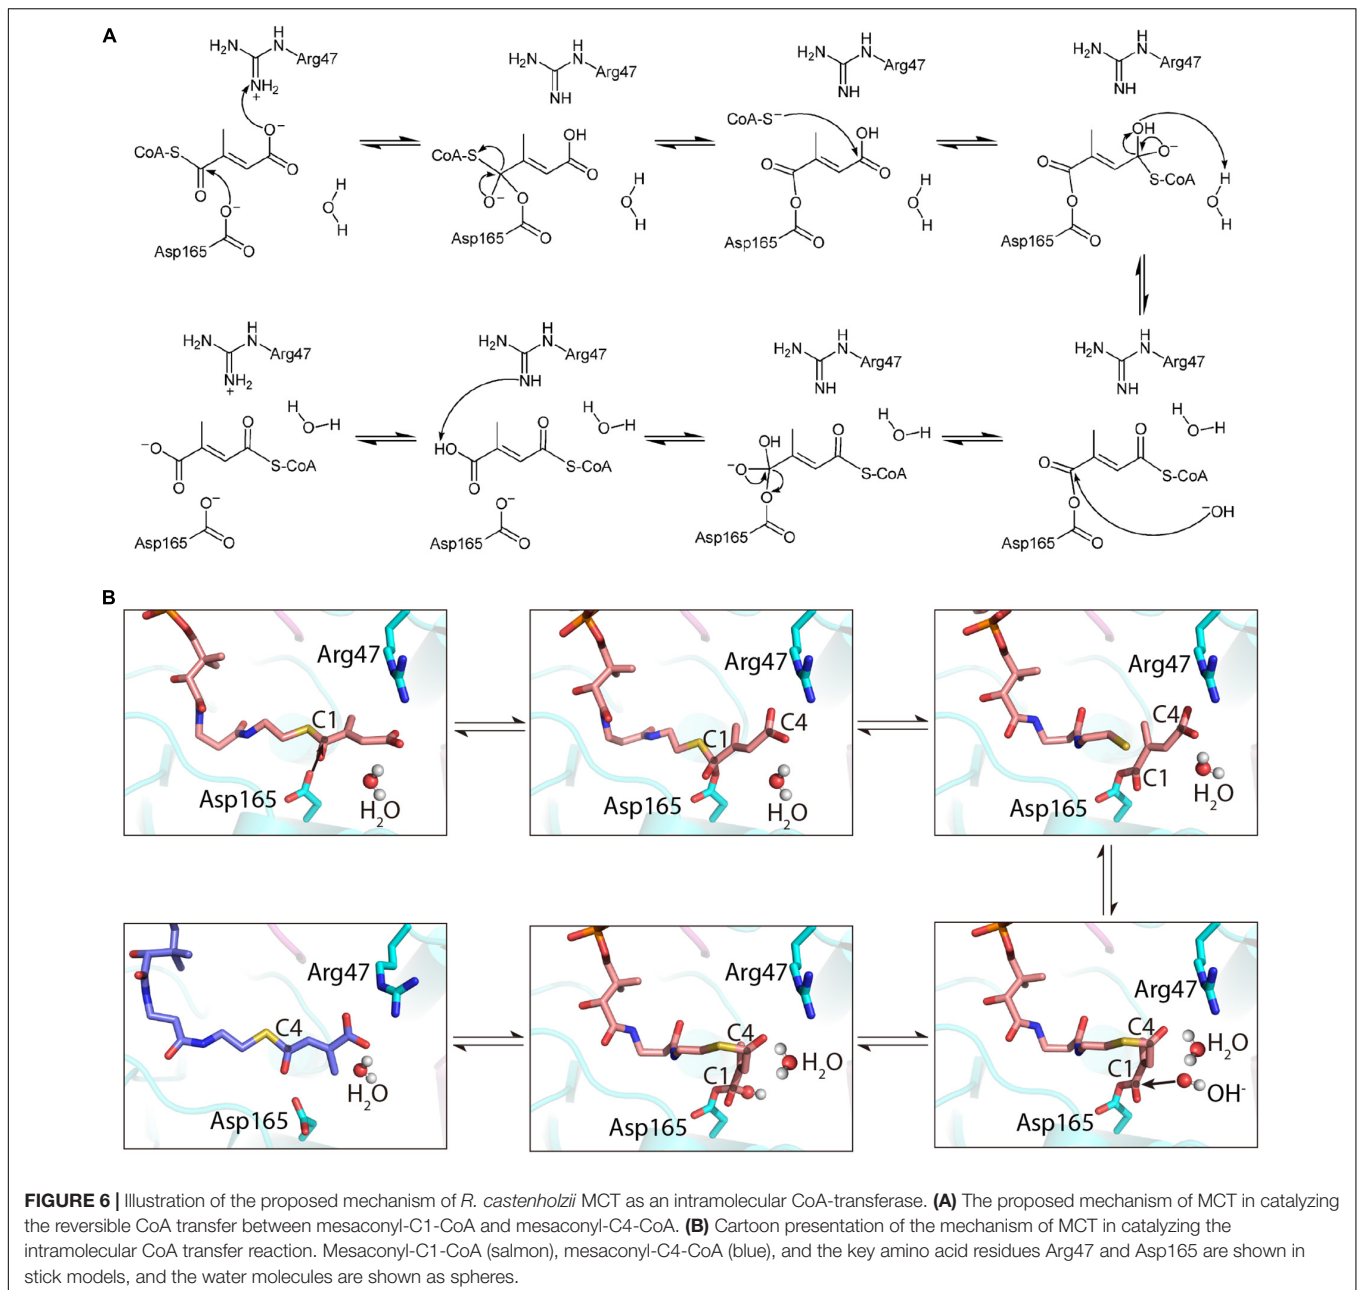 A
H₂N H N Arg47 NH₂ +
H₂N H N Arg47 NH
H₂N H N Arg47 NH
H₂N H N Arg47 NH
CoA-S O O⁻ O O⁻ Asp165 O H O H
CoA-S OH O O⁻ O Asp165 O H O H
CoA-S⁻ OH O O O Asp165 O H O H
OH O⁻ S-CoA O O Asp165 O H O H
H₂N H N Arg47 NH₂ +
H₂N H N Arg47 NH
H₂N H N Arg47 NH
H₂N H N Arg47 NH
⁻O O O S-CoA O⁻ Asp165 O H O H
HO O O S-CoA O⁻ Asp165 O H O H
OH ⁻O O O S-CoA Asp165 O H O H
O O O S-CoA Asp165 O ⁻OH H O H
B
Arg47 C1 Asp165 H₂O
Arg47 C4 C1 Asp165 H₂O
Arg47 C4 C1 Asp165 H₂O
Arg47 C4 H₂O Asp165
Arg47 C4 H₂O C1 Asp165
Arg47 C4 H₂O C1 OH⁻ Asp165
FIGURE 6 | Illustration of the proposed mechanism of R. castenholzii MCT as an intramolecular CoA-transferase. (A) The proposed mechanism of MCT in catalyzing
the reversible CoA transfer between mesaconyl-C1-CoA and mesaconyl-C4-CoA. (B) Cartoon presentation of the mechanism of MCT in catalyzing the
intramolecular CoA transfer reaction. Mesaconyl-C1-CoA (salmon), mesaconyl-C4-CoA (blue), and the key amino acid residues Arg47 and Asp165 are shown in
stick models, and the water molecules are shown as spheres.